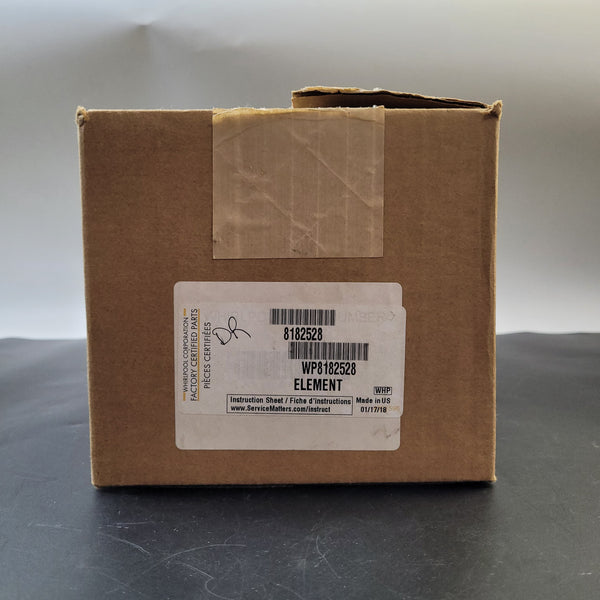 WHIRLPOOL CORPORATION
FACTORY CERTIFIED PARTS
PIÈCES CERTIFIÉES
8182528
WP8182528
ELEMENT
WHP
Instruction Sheet / Fiche d'instructions
www.ServiceMatters.com/instruct
Made in US
01/17/18